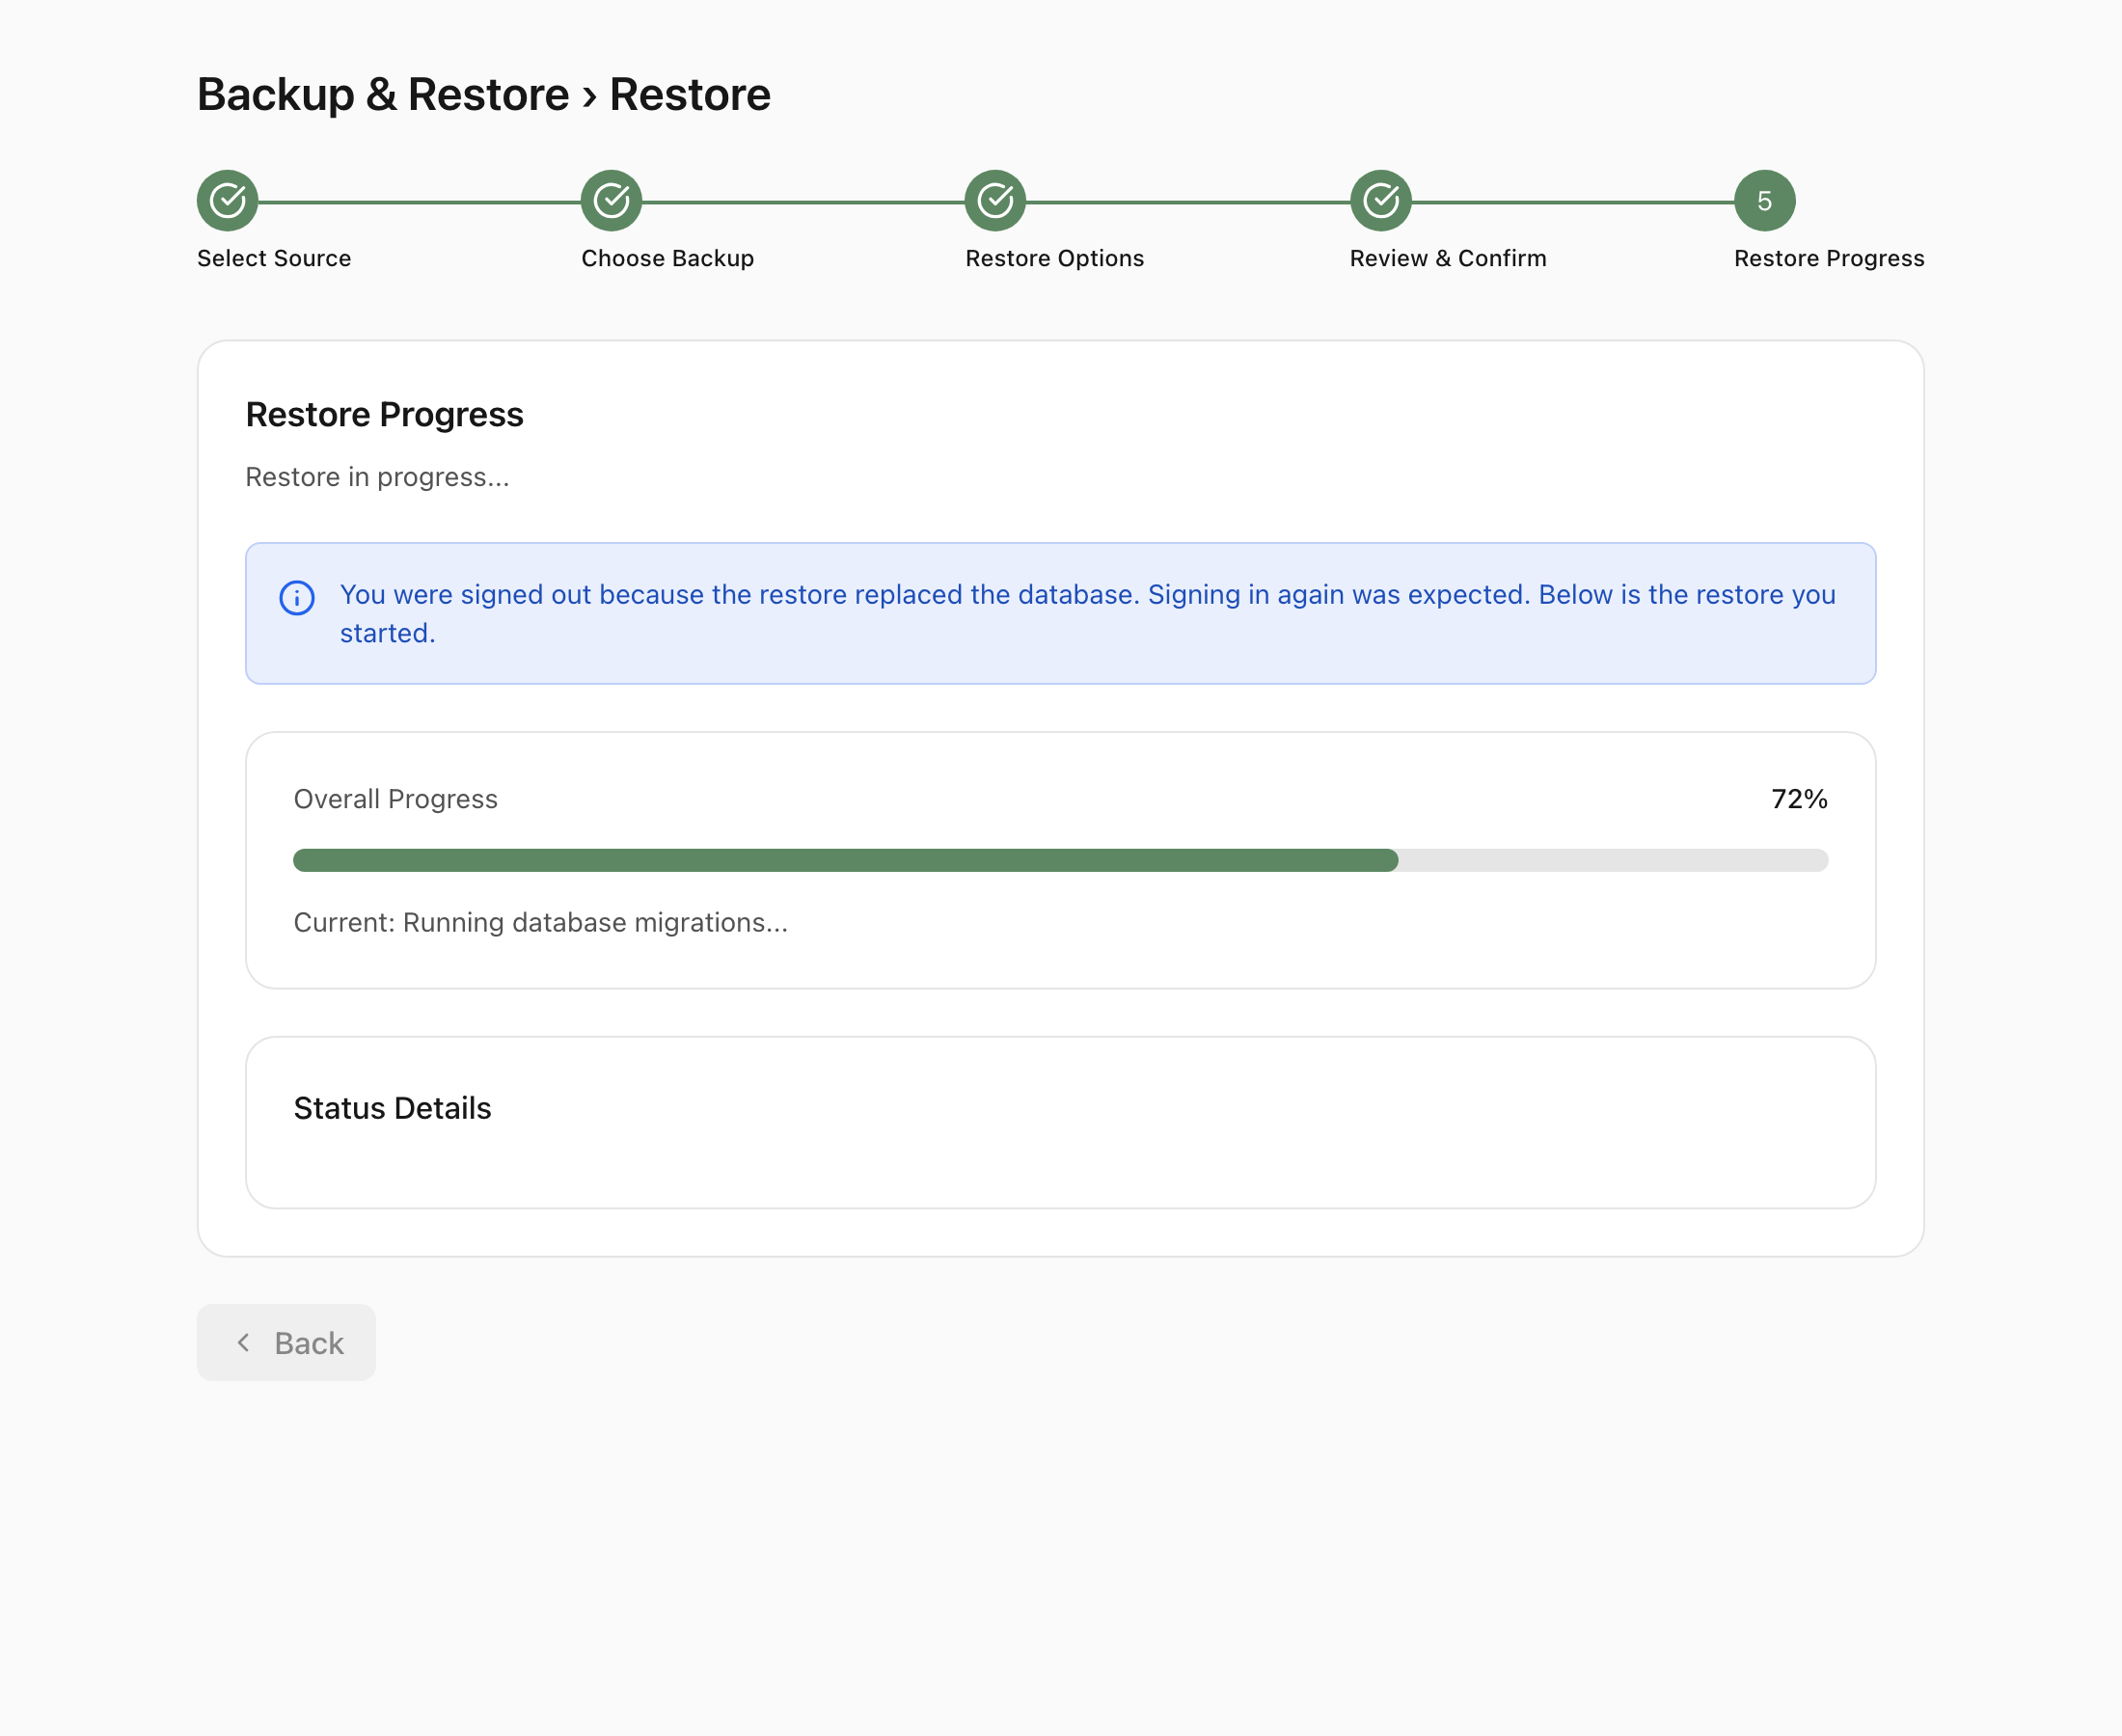 Backup & Restore › Restore
5
Select Source
Choose Backup
Restore Options
Review & Confirm
Restore Progress
Restore Progress
Restore in progress...
You were signed out because the restore replaced the database. Signing in again was expected. Below is the restore you
started.
Overall Progress
72%
Current: Running database migrations...
Status Details
Back